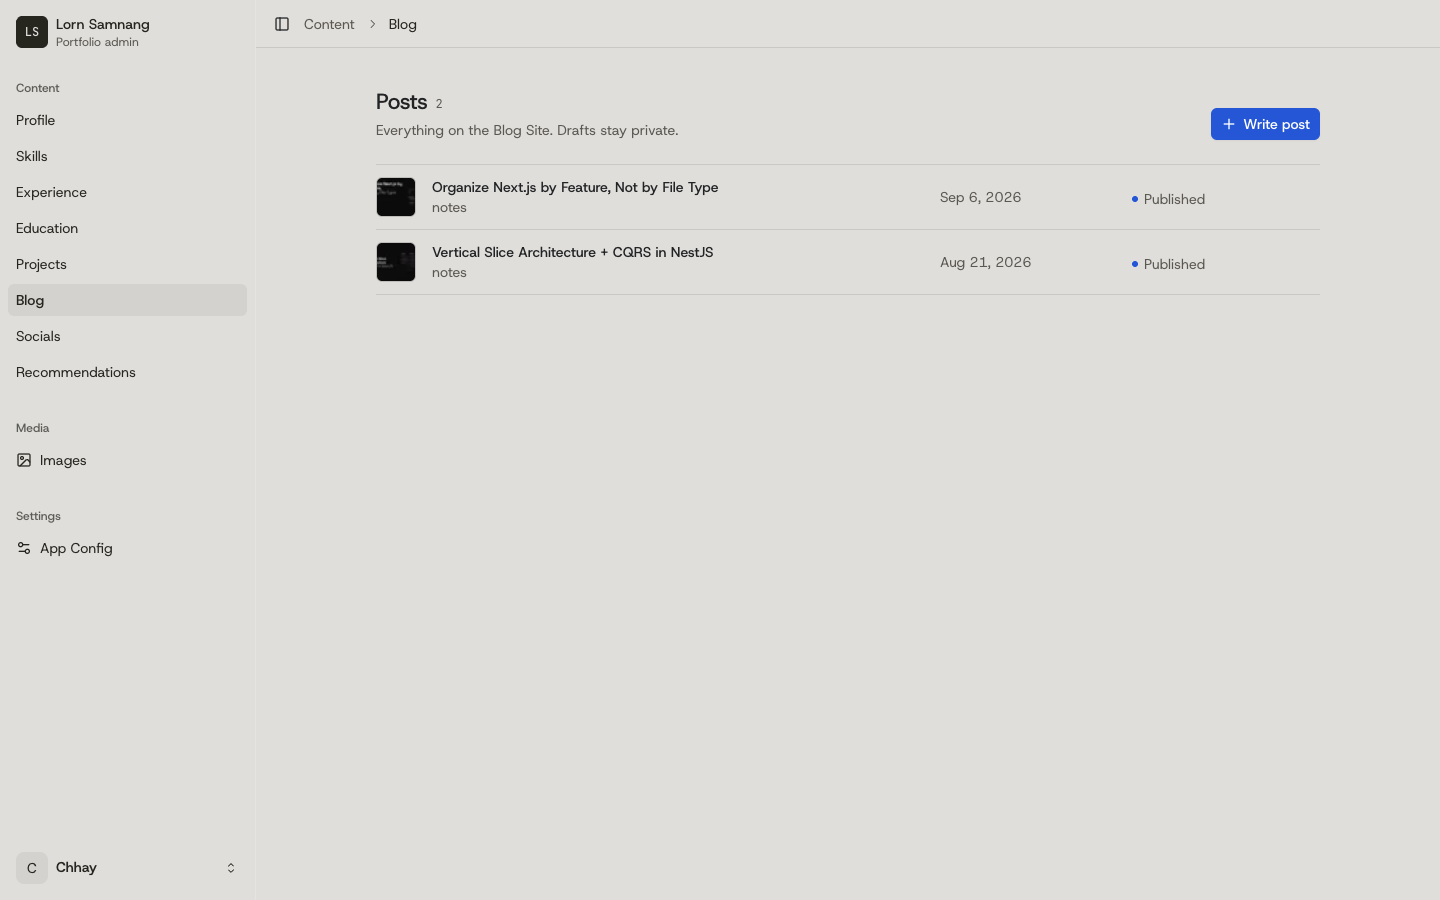 LS
Lorn Samnang
Portfolio admin
Content
Profile
Skills
Experience
Education
Projects
Blog
Socials
Recommendations
Media
Images
Settings
App Config
C
Chhay
Content
Blog
Posts 2
Everything on the Blog Site. Drafts stay private.
Write post
Organize Next.js by Feature, Not by File Type
notes
Sep 6, 2026
Published
Vertical Slice Architecture + CQRS in NestJS
notes
Aug 21, 2026
Published